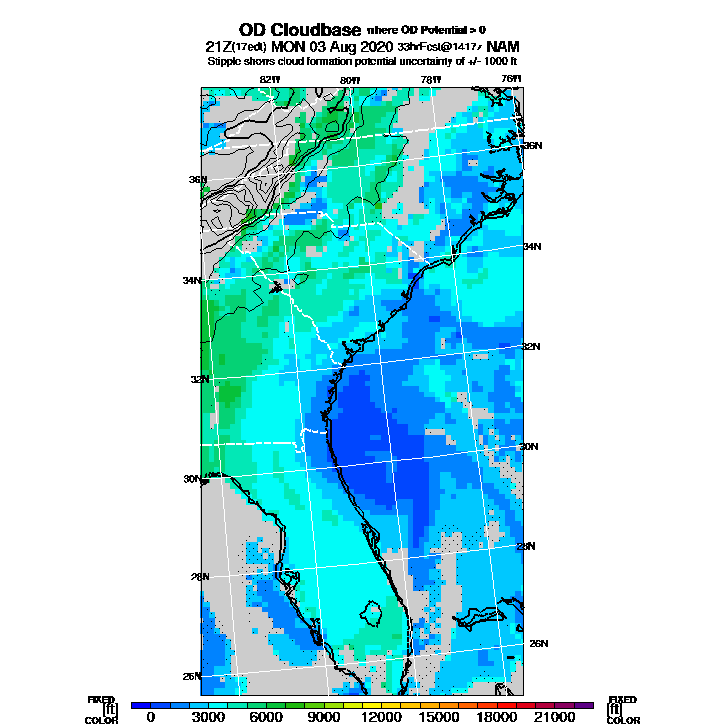 OD Cloudbase where OD Potential > 0
21Z(17edt) MON 03 Aug 2020 33hrFcst@1417z NAM
Stipple shows cloud formation potential uncertainty of +/- 1000 ft
82W 80W 78W 76W
36N
36N
34N
34N
32N
32N
30N
30N
28N
28N
26N
26N
FIXED FIXED
[ft] 0 3000 6000 9000 12000 15000 18000 21000 [ft]
COLOR COLOR